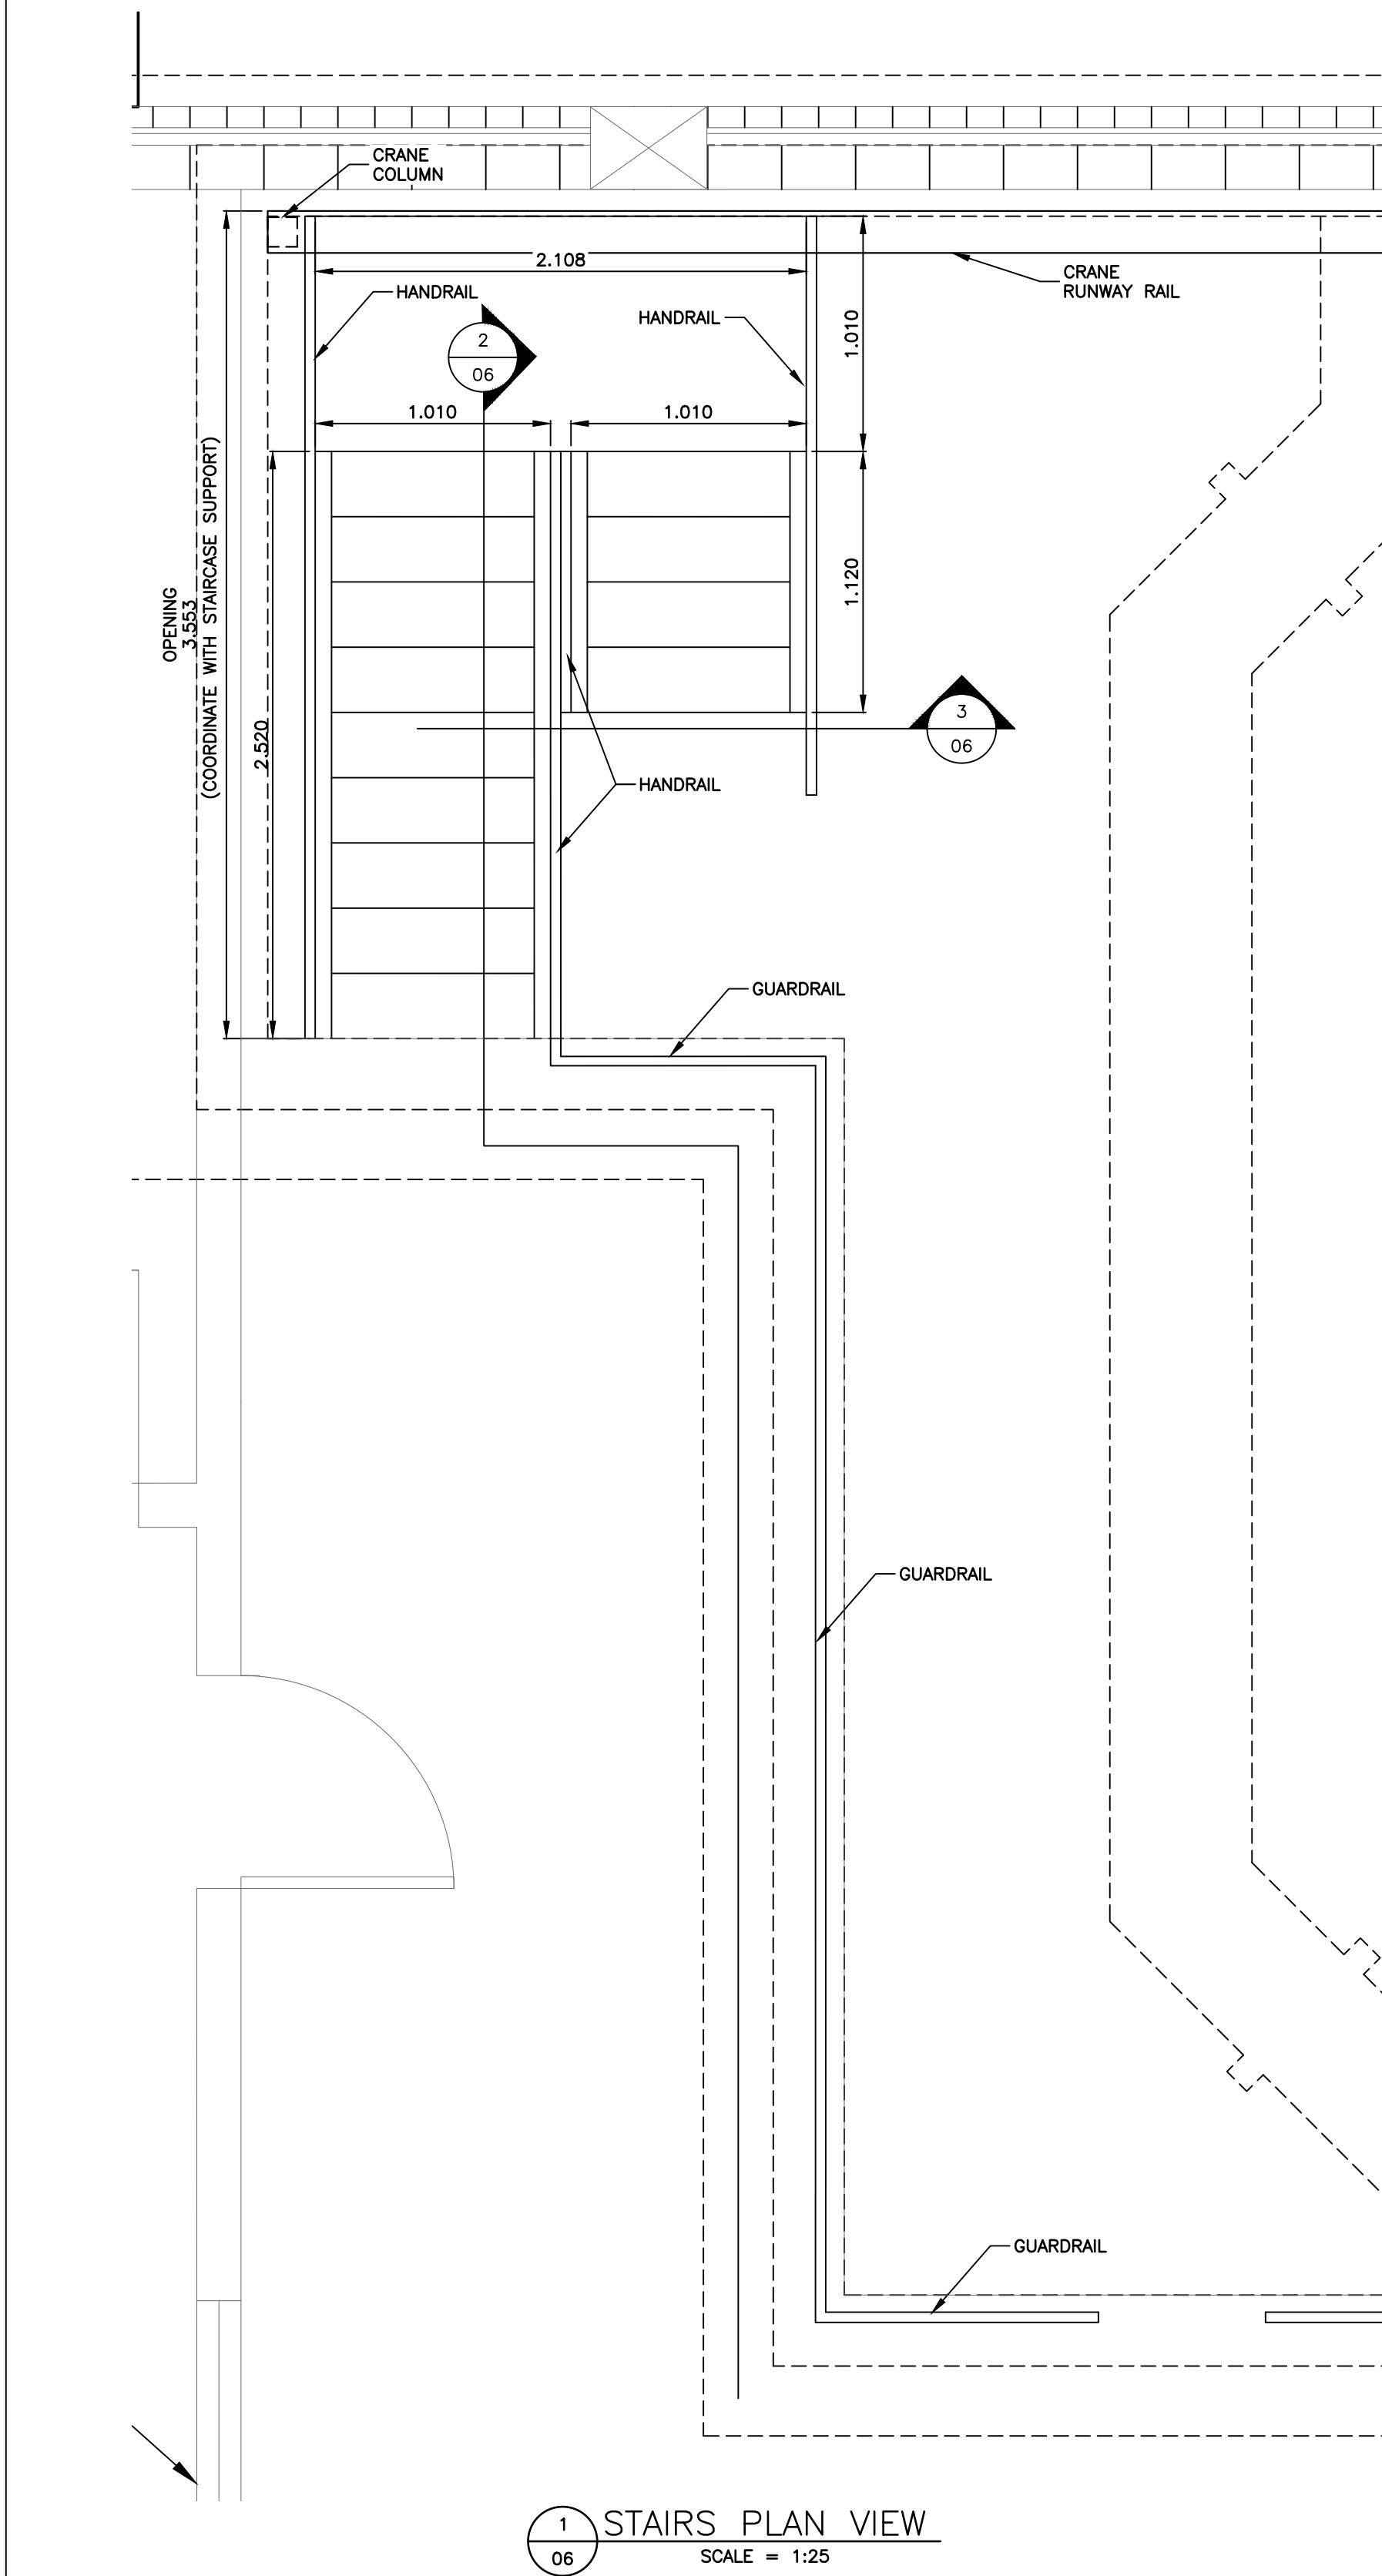 CRANE
COLUMN
2.108
CRANE
RUNWAY RAIL
HANDRAIL
HANDRAIL
1.010
2
06
1.010
1.010
OPENING
3.553
(COORDINATE WITH STAIRCASE SUPPORT)
1.120
2.520
3
06
HANDRAIL
GUARDRAIL
GUARDRAIL
GUARDRAIL
1
06
STAIRS PLAN VIEW
SCALE = 1:25